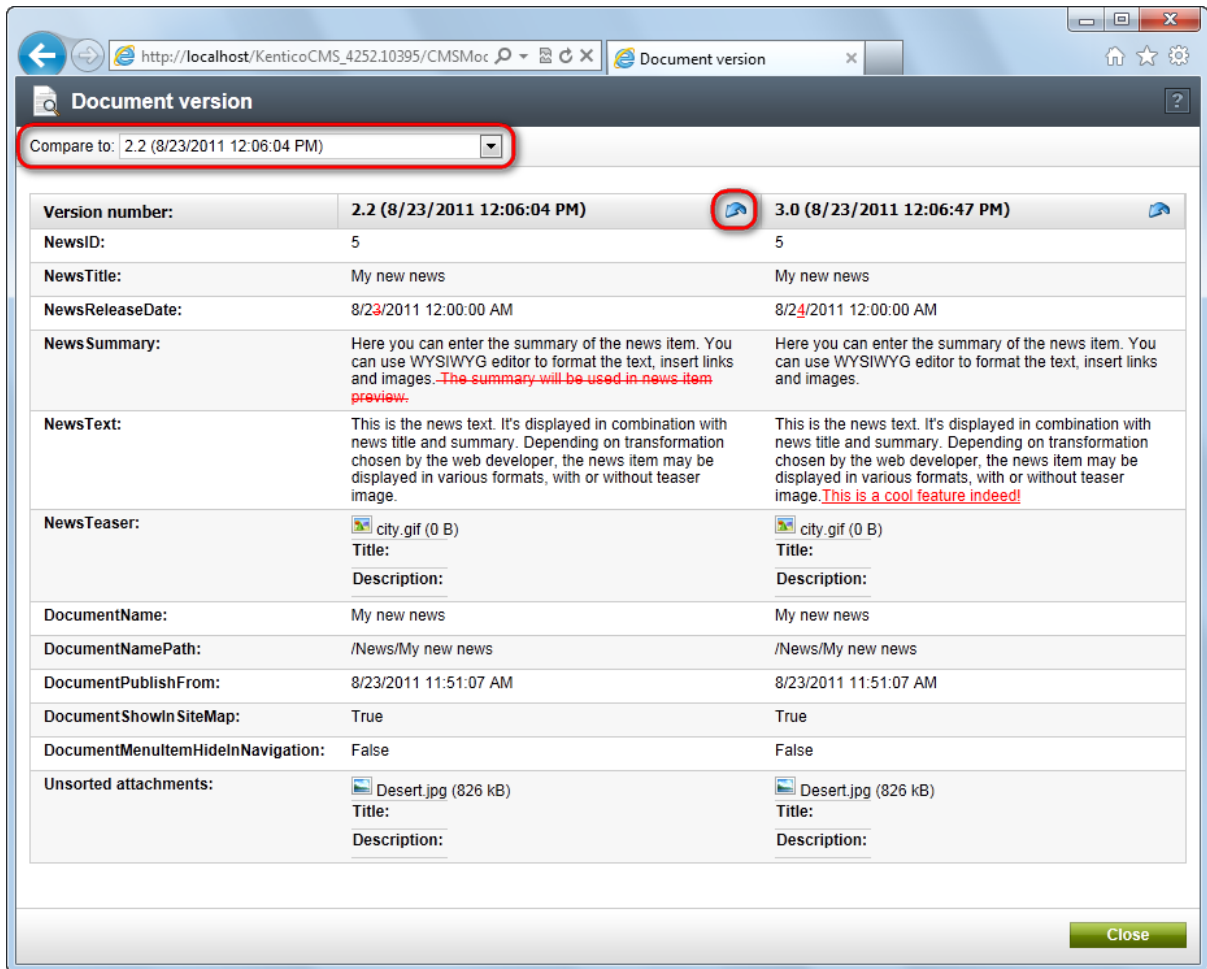 http://localhost/KenticoCMS_4252.10395/CMSMoc
Document version
Document version
?
Compare to: 2.2 (8/23/2011 12:06:04 PM)
Version number: 2.2 (8/23/2011 12:06:04 PM) 3.0 (8/23/2011 12:06:47 PM)
NewsID: 5 5
NewsTitle: My new news My new news
NewsReleaseDate: 8/23/2011 12:00:00 AM 8/24/2011 12:00:00 AM
NewsSummary:
Here you can enter the summary of the news item. You
can use WYSIWYG editor to format the text, insert links
and images. The summary will be used in news item
preview.
Here you can enter the summary of the news item. You
can use WYSIWYG editor to format the text, insert links
and images.
NewsText:
This is the news text. It's displayed in combination with
news title and summary. Depending on transformation
chosen by the web developer, the news item may be
displayed in various formats, with or without teaser
image.
This is the news text. It's displayed in combination with
news title and summary. Depending on transformation
chosen by the web developer, the news item may be
displayed in various formats, with or without teaser
image.This is a cool feature indeed!
NewsTeaser:
city.gif (0 B)
Title:
Description:
city.gif (0 B)
Title:
Description:
DocumentName: My new news My new news
DocumentNamePath: /News/My new news /News/My new news
DocumentPublishFrom: 8/23/2011 11:51:07 AM 8/23/2011 11:51:07 AM
DocumentShowInSiteMap: True True
DocumentMenuItemHideInNavigation: False False
Unsorted attachments:
Desert.jpg (826 kB)
Title:
Description:
Desert.jpg (826 kB)
Title:
Description:
Close